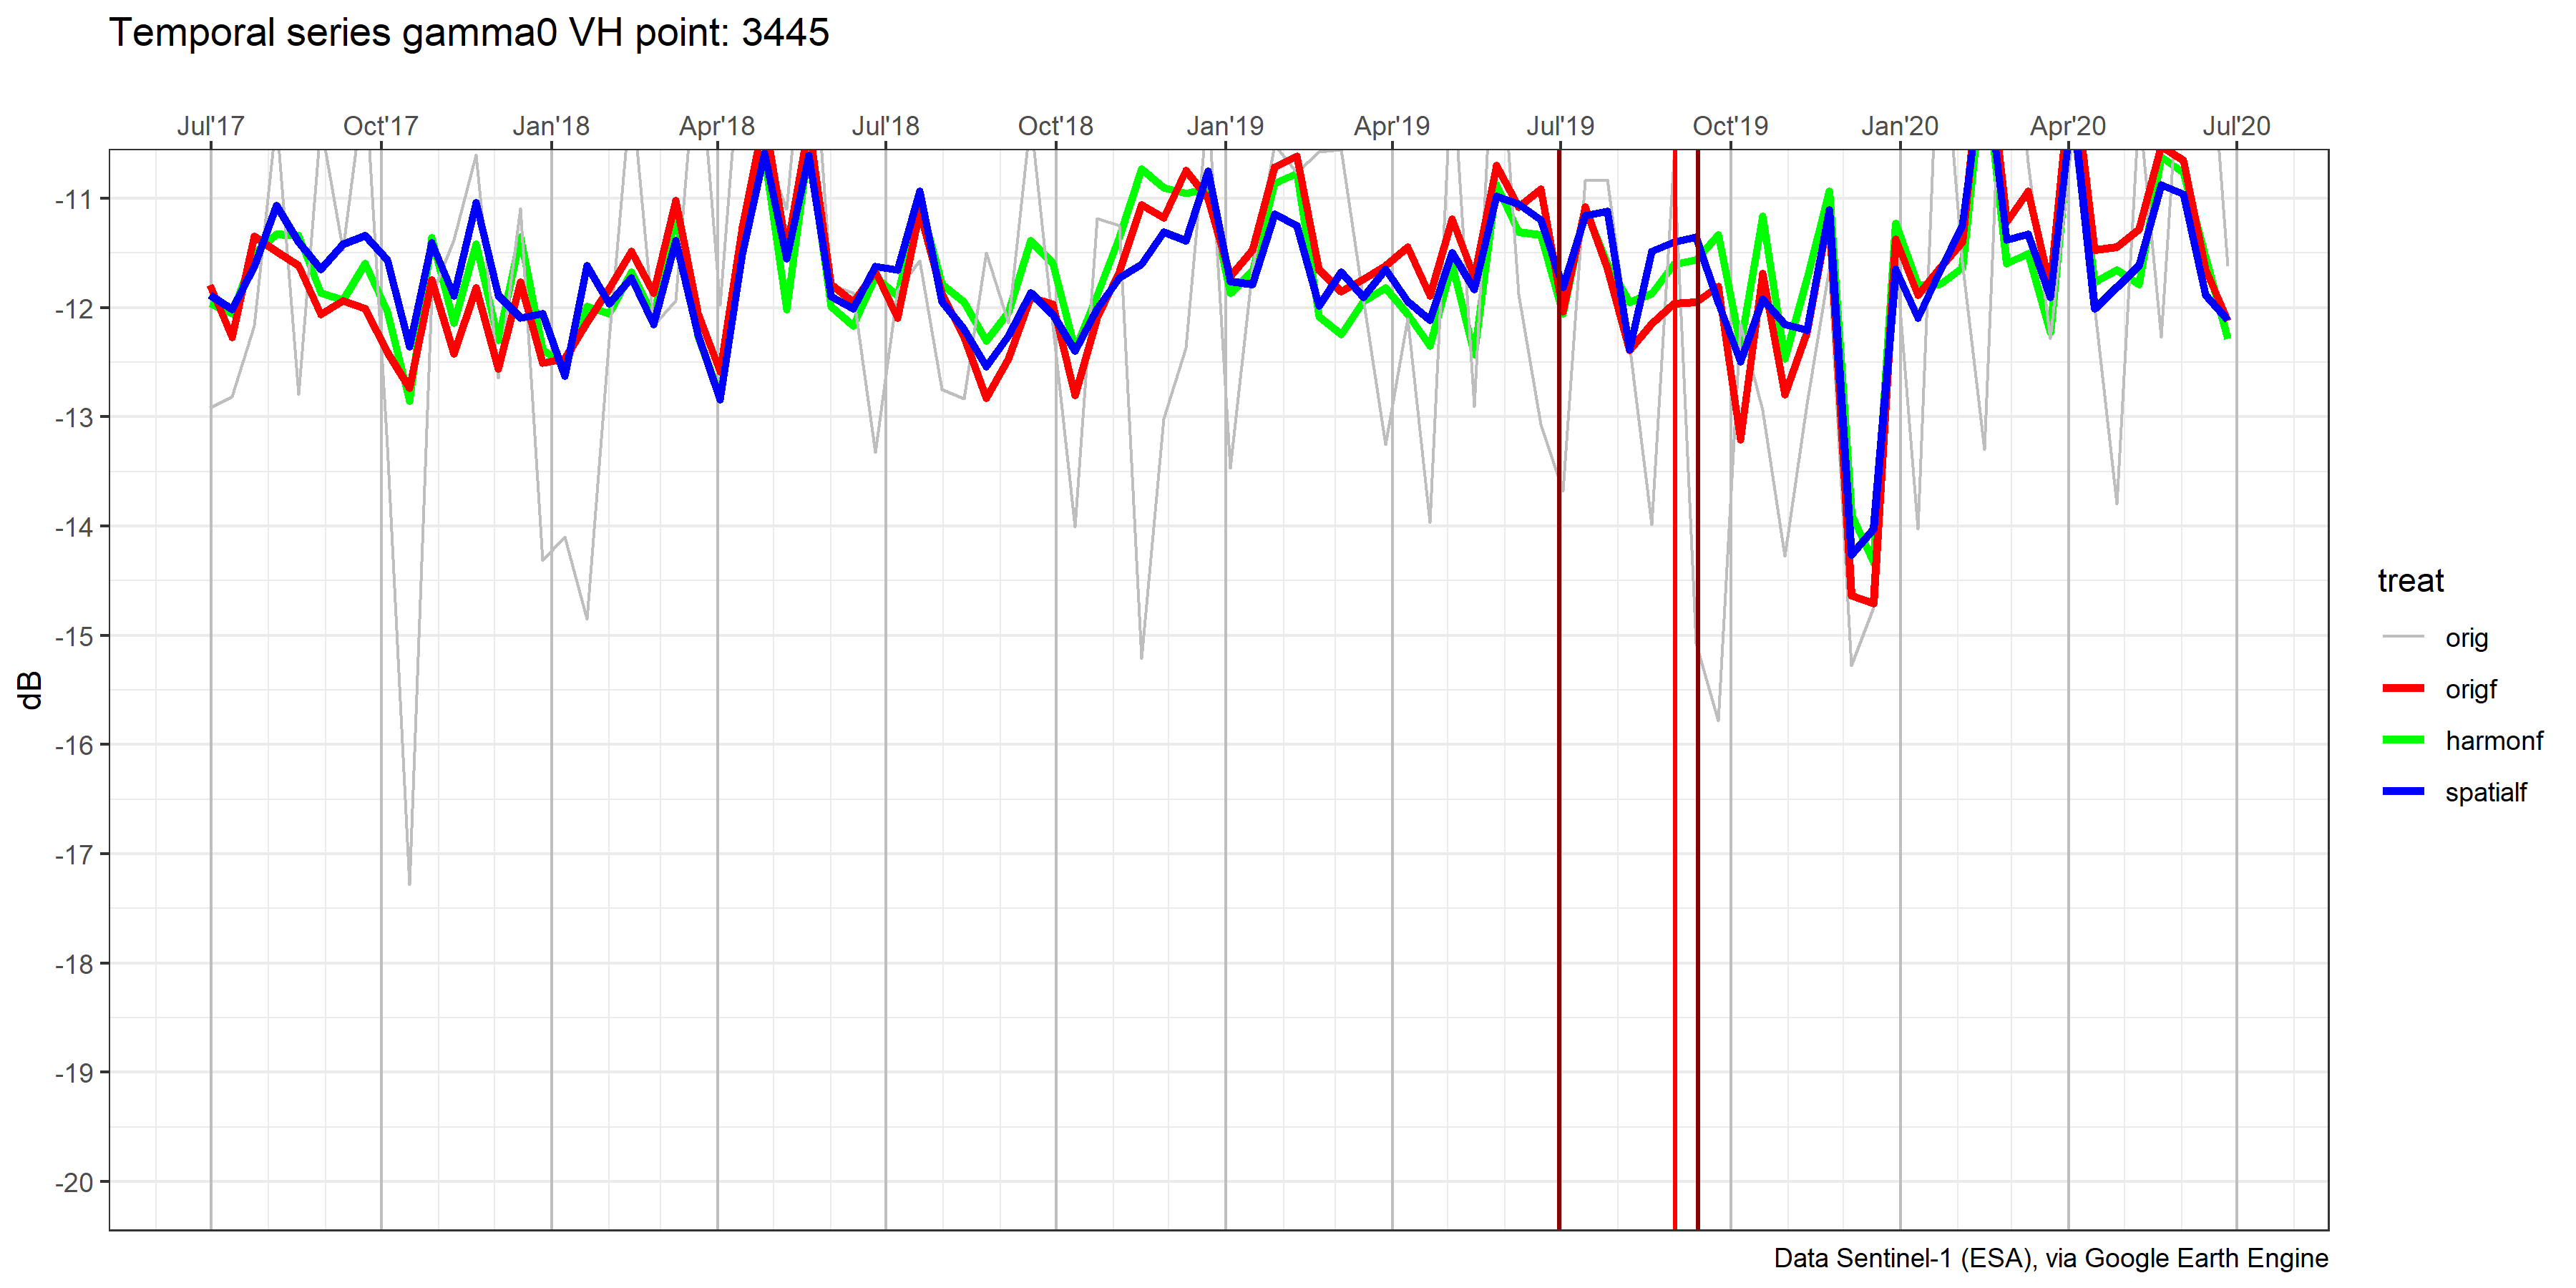 Temporal series gamma0 VH point: 3445
Jul'17 Oct'17 Jan'18 Apr'18 Jul'18 Oct'18 Jan'19 Apr'19 Jul'19 Oct'19 Jan'20 Apr'20 Jul'20
-11
-12
-13
-14
-15
-16
-17
-18
-19
-20
dB
treat
orig
origf
harmonf
spatialf
Data Sentinel-1 (ESA), via Google Earth Engine